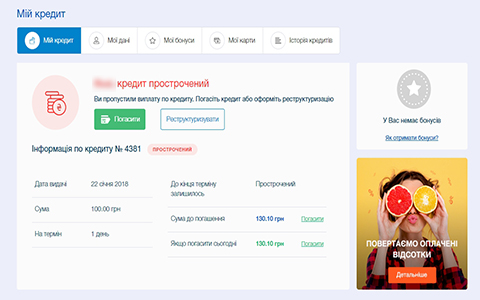 Мій кредит
Мій кредит
Мої дані
Мої бонуси
Мої карти
Історія кредитів
кредит прострочений
Ви пропустили виплату по кредиту, Погасіть кредит або оформіть реструктуризацію
Погасити
Реструктуризувати
Інформація по кредиту № 4381
ПРОСТРОЧЕНИЙ
Дата видачі
22 січня 2018
Сума
100.00 грн
На термін
1 день
До кінця терміну
залишилось
Прострочений
Сума до погашення
130.10 грн
Погасити
Якщо погасити сьогодні
130.10 грн
Погасити
У Вас немає бонусів
Як отримати бонуси?
ПОВЕРТАЄМО ОПЛАЧЕНІ
ВІДСОТКИ
Детальніше